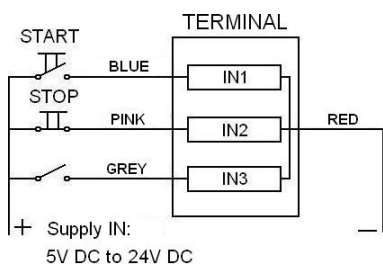 TERMINAL
START
BLUE
IN1
STOP
PINK
IN2
RED
GREY
IN3
+ Supply IN: –
5V DC to 24V DC